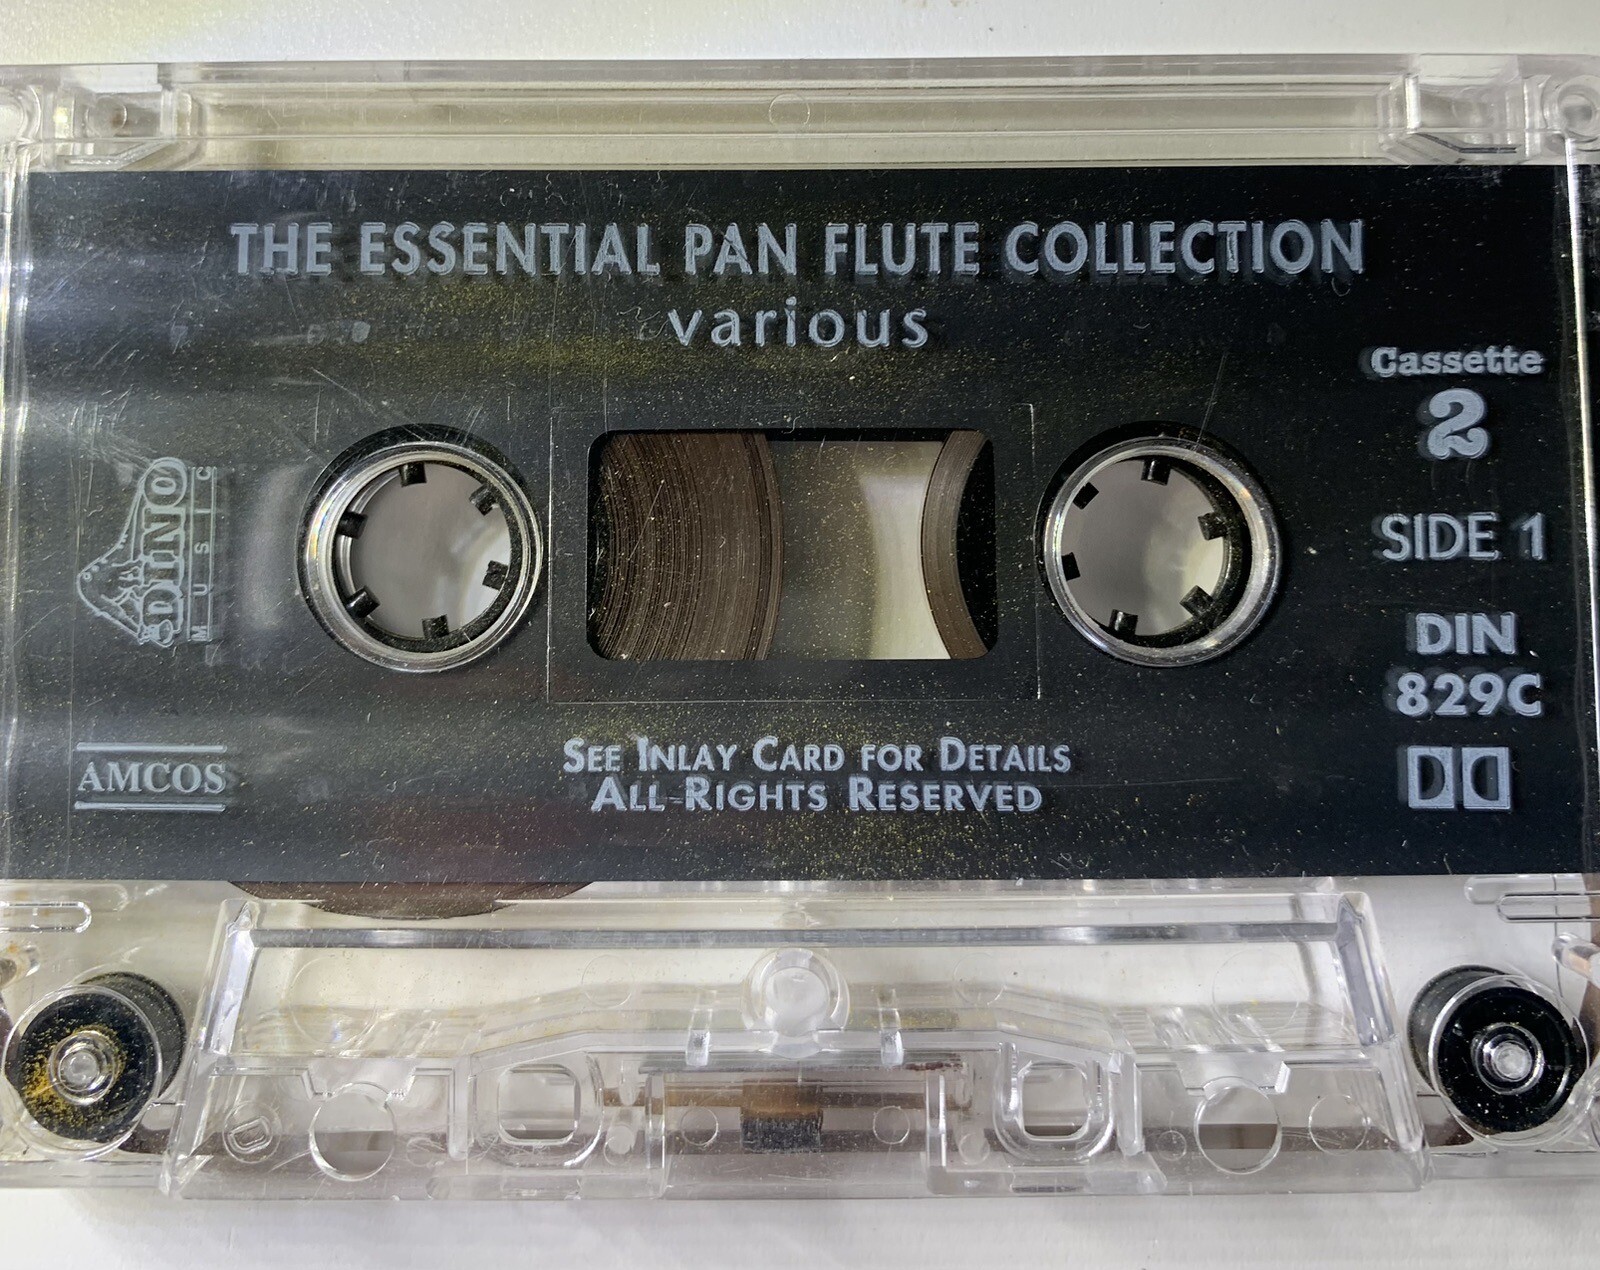 THE ESSENTIAL PAN FLUTE COLLECTION
various
Cassette
2
SIDE 1
DIN
829C
DINO
MUSIC
AMCOS
SEE INLAY CARD FOR DETAILS
ALL RIGHTS RESERVED